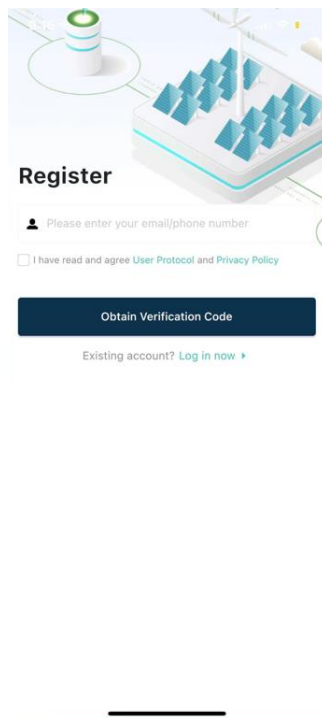 Register
Please enter your email/phone number
I have read and agree User Protocol and Privacy Policy
Obtain Verification Code
Existing account? Log in now